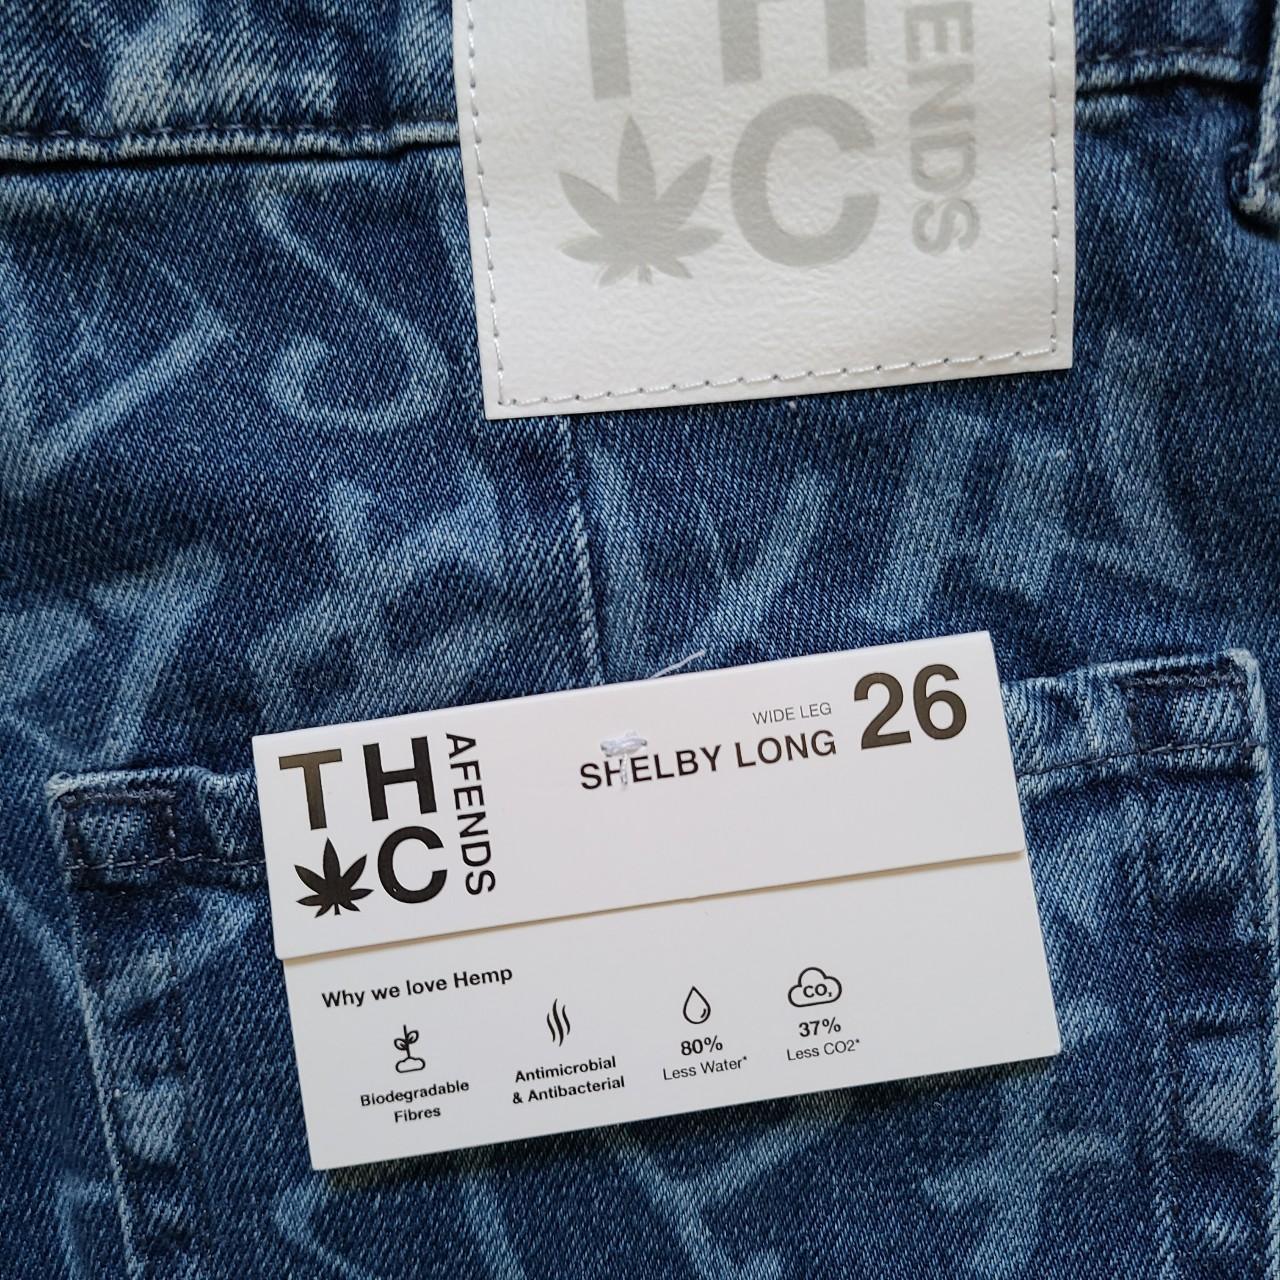 TH
C
ENDS
TH
C
AFENDS
WIDE LEG
SHELBY LONG
26
Why we love Hemp
Biodegradable
Fibres
Antimicrobial
& Antibacterial
80%
Less Water*
CO₂
37%
Less CO2*